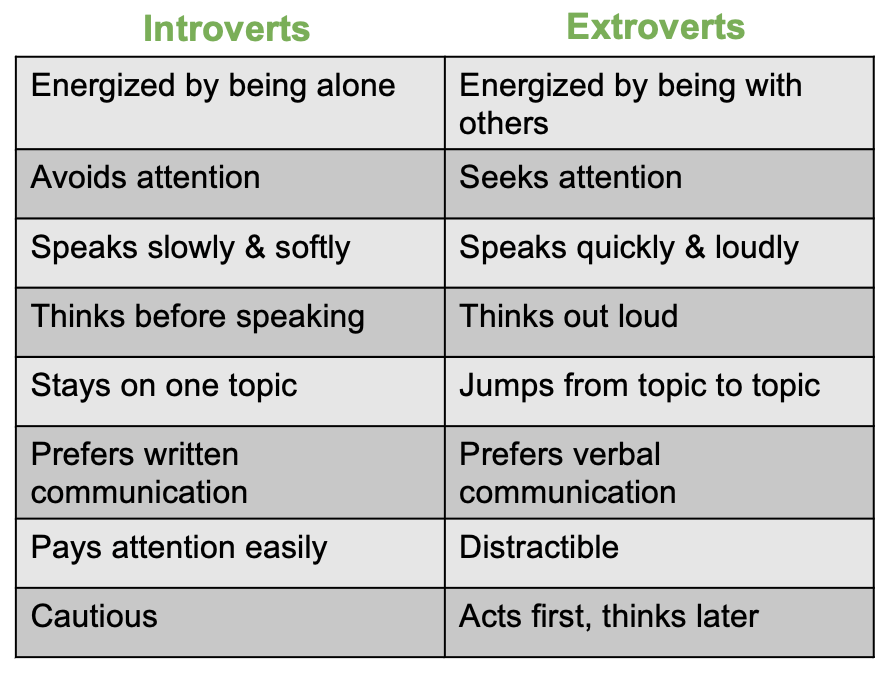 Introverts
Extroverts
Energized by being alone
Energized by being with
others
Avoids attention
Seeks attention
Speaks slowly & softly
Speaks quickly & loudly
Thinks before speaking
Thinks out loud
Stays on one topic
Jumps from topic to topic
Prefers written
communication
Prefers verbal
communication
Pays attention easily
Distractible
Cautious
Acts first, thinks later